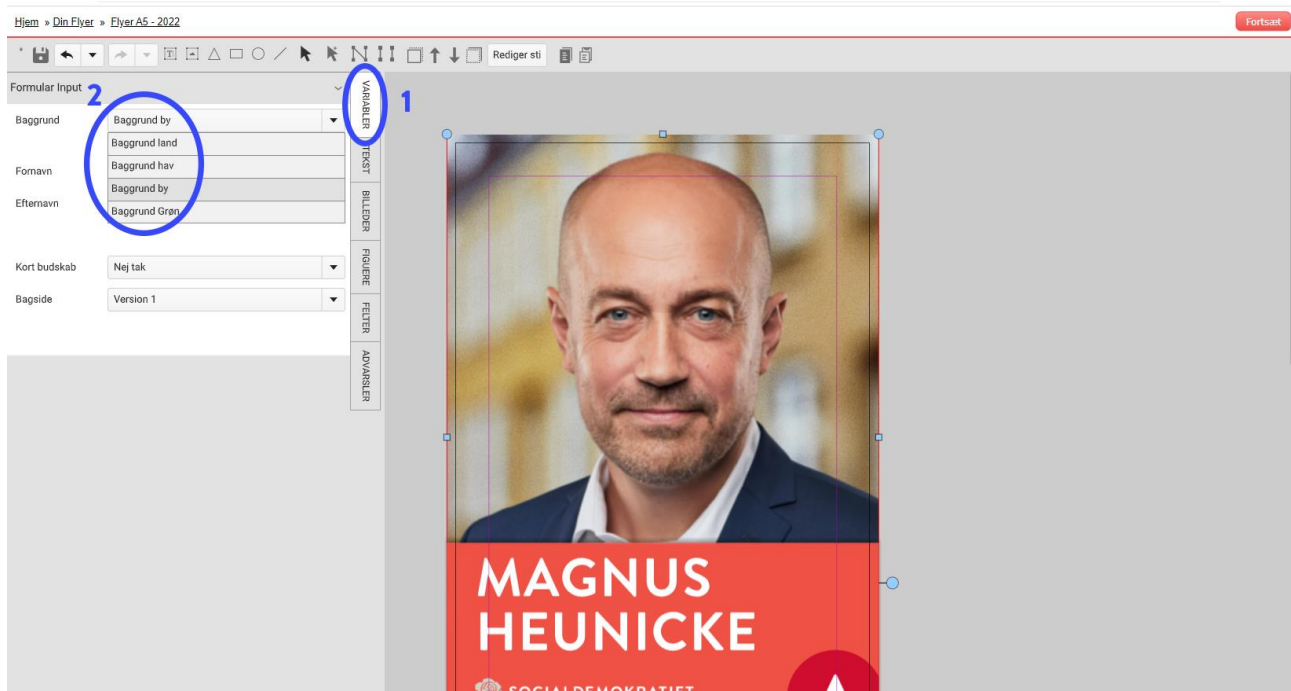 Hjem » Din Flyer » Flyer A5 - 2022
Fortsæt
T
Rediger sti
Formular Input
2
1
Baggrund
Baggrund by
Baggrund land
Baggrund hav
Baggrund by
Baggrund Grøn
Fornavn
Efternavn
Kort budskab
Nej tak
Bagside
Version 1
VARIABLER
TEKST
BILLEDER
FIGUERE
FELTER
ADVARSLER
MAGNUS
HEUNICKE
SOCIALDEMOKRATIET